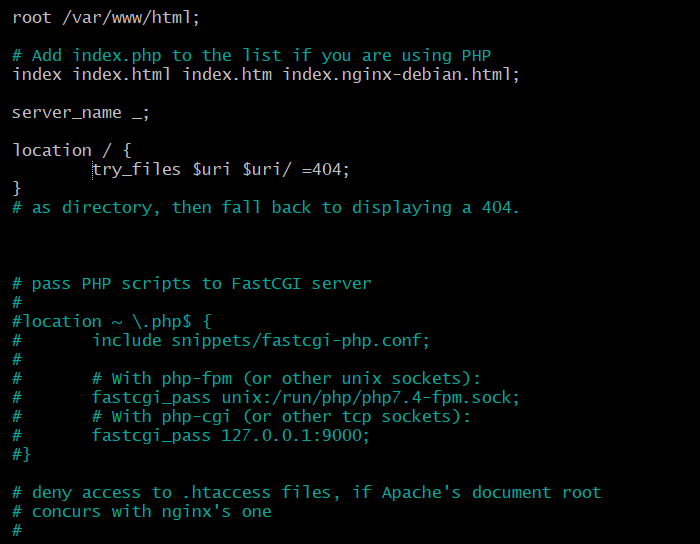 root /var/www/html;
# Add index.php to the list if you are using PHP
index index.html index.htm index.nginx-debian.html;
server_name _;
location / {
try_files $uri $uri/ =404;
}
# as directory, then fall back to displaying a 404.
# pass PHP scripts to FastCGI server
#
#location ~ \.php$ {
#       include snippets/fastcgi-php.conf;
#
#       # With php-fpm (or other unix sockets):
#       fastcgi_pass unix:/run/php/php7.4-fpm.sock;
#       # With php-cgi (or other tcp sockets):
#       fastcgi_pass 127.0.0.1:9000;
#}
# deny access to .htaccess files, if Apache's document root
# concurs with nginx's one
#